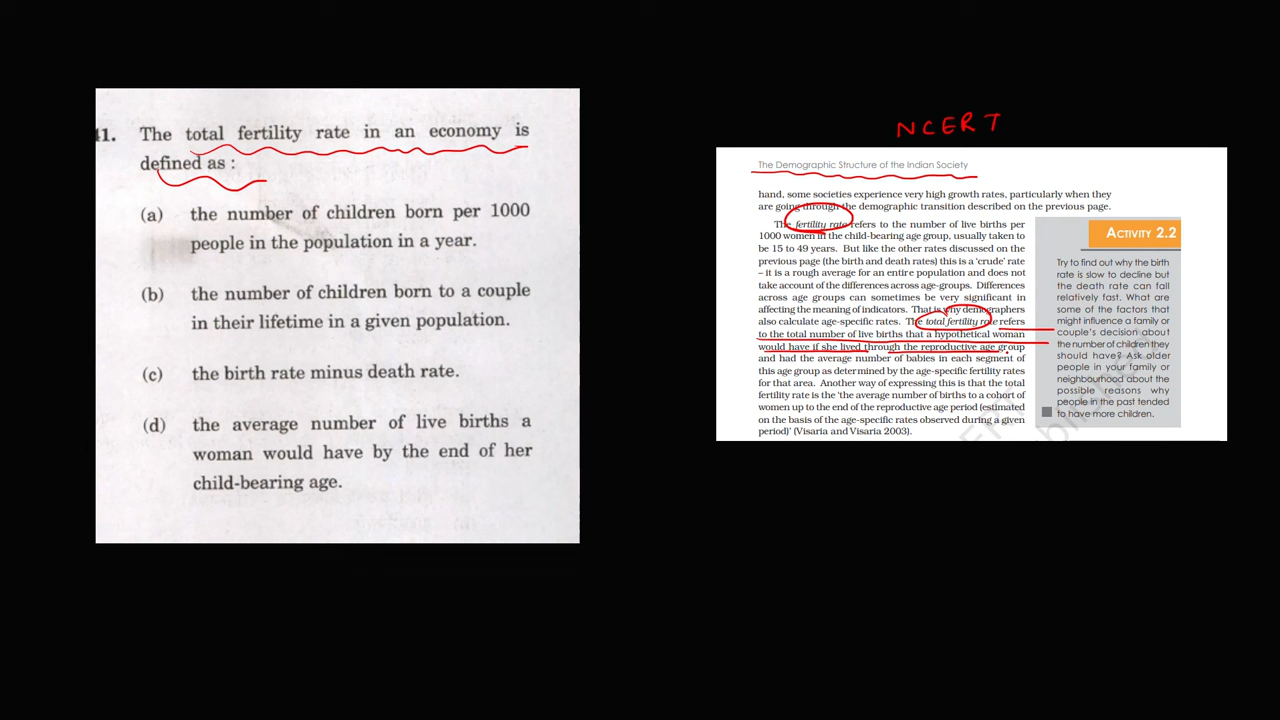 41. The total fertility rate in an economy is
defined as :
(a) the number of children born per 1000
people in the population in a year.
(b) the number of children born to a couple
in their lifetime in a given population.
(c) the birth rate minus death rate.
(d) the average number of live births a
woman would have by the end of her
child-bearing age.
NCERT
The Demographic Structure of the Indian Society
hand, some societies experience very high growth rates, particularly when they
are going through the demographic transition described on the previous page.
The fertility rate refers to the number of live births per
1000 women in the child-bearing age group, usually taken to
be 15 to 49 years. But like the other rates discussed on the
previous page (the birth and death rates) this is a 'crude' rate
– it is a rough average for an entire population and does not
take account of the differences across age-groups. Differences
across age groups can sometimes be very significant in
affecting the meaning of indicators. That is why demographers
also calculate age-specific rates. The total fertility rate refers
to the total number of live births that a hypothetical woman
would have if she lived through the reproductive age group
and had the average number of babies in each segment of
this age group as determined by the age-specific fertility rates
for that area. Another way of expressing this is that the total
fertility rate is the 'the average number of births to a cohort of
women up to the end of the reproductive age period (estimated
on the basis of the age-specific rates observed during a given
period)' (Visaria and Visaria 2003).
ACTIVITY 2.2
Try to find out why the birth
rate is slow to decline but
the death rate can fall
relatively fast. What are
some of the factors that
might influence a family or
couple's decision about
the number of children they
should have? Ask older
people in your family or
neighbourhood about the
possible reasons why
people in the past tended
to have more children.